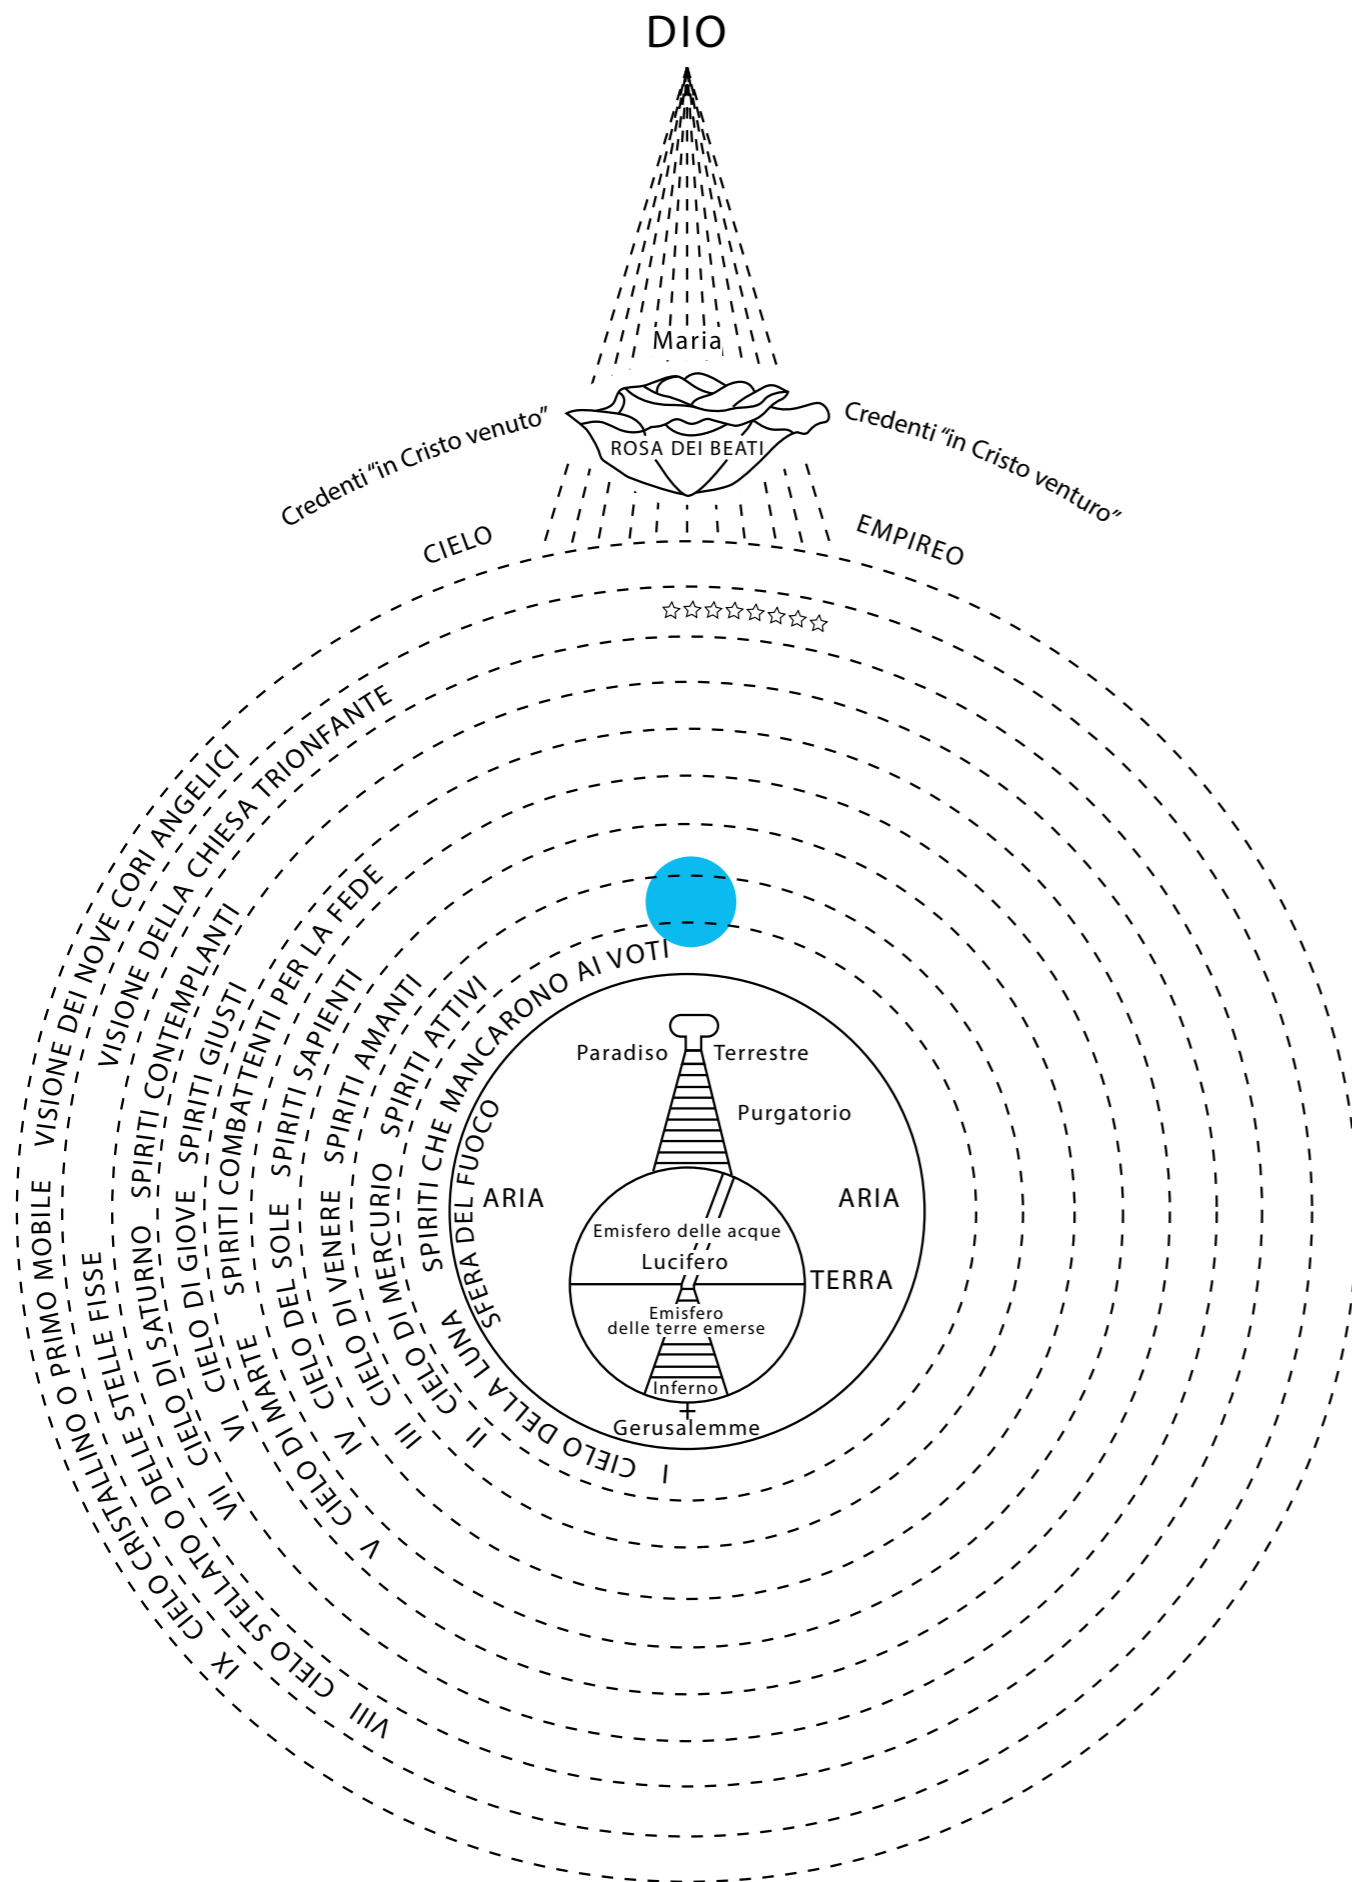 DIO
Maria
ROSA DEI BEATI
Credenti “in Cristo venuto”
Credenti “in Cristo venturo”
CIELO
EMPIREO
IX CIELO CRISTALLINO O PRIMO MOBILE VISIONE DEI NOVE CORI ANGELICI
VIII CIELO STELLATO O DELLE STELLE FISSE VISIONE DELLA CHIESA TRIONFANTE
VII CIELO DI SATURNO SPIRITI CONTEMPLANTI
VI CIELO DI GIOVE SPIRITI GIUSTI
V CIELO DI MARTE SPIRITI COMBATTENTI PER LA FEDE
IV CIELO DEL SOLE SPIRITI SAPIENTI
III CIELO DI VENERE SPIRITI AMANTI
II CIELO DI MERCURIO SPIRITI ATTIVI
I CIELO DELLA LUNA SPIRITI CHE MANCARONO AI VOTI
SFERA DEL FUOCO
Paradiso Terrestre
Purgatorio
ARIA
ARIA
Emisfero delle acque
Lucifero
TERRA
Emisfero
delle terre emerse
Inferno
Gerusalemme